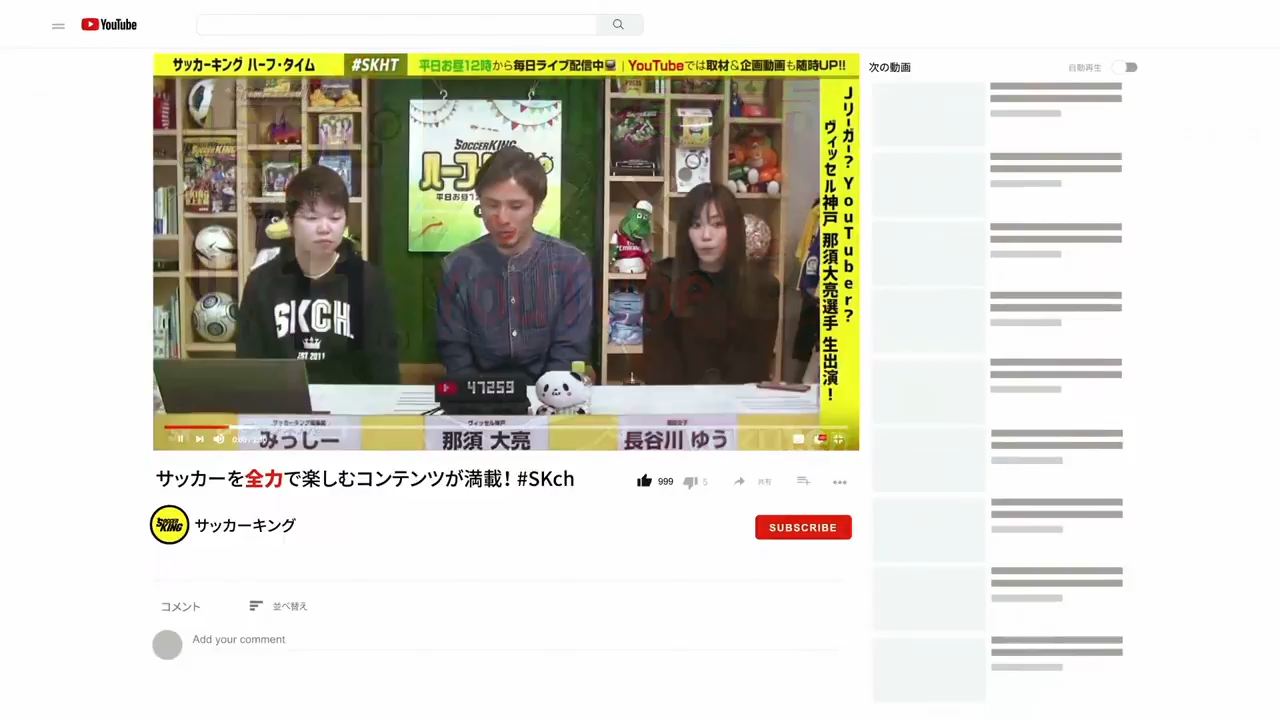 YouTube
サッカーキング ハーフ・タイム
#SKHT
平日お昼12時から毎日ライブ配信中 | YouTubeでは取材&企画動画も随時UP!!
Jリーガー? YouTuber?
ヴィッセル神戸 那須大亮選手 生出演!
SOCCER KING
SKCH
EST.2011
47259
みっしー
ヴィッセル神戸
那須 大亮
長谷川 ゆう
サッカーを全力で楽しむコンテンツが満載! #SKch
999
5
共有
SOCCER KING
サッカーキング
SUBSCRIBE
コメント
並べ替え
Add your comment
次の動画
自動再生